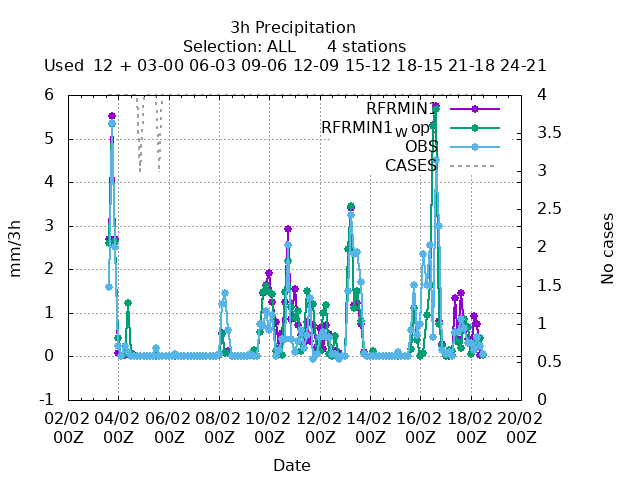 3h Precipitation
Selection: ALL 4 stations
Used 12 + 03-00 06-03 09-06 12-09 15-12 18-15 21-18 24-21
RFRMIN1
RFRMIN1wop
OBS
CASES
6
5
4
3
2
1
0
-1
4
3.5
3
2.5
2
1.5
1
0.5
0
mm/3h
No cases
02/02 04/02 06/02 08/02 10/02 12/02 14/02 16/02 18/02 20/02
00Z 00Z 00Z 00Z 00Z 00Z 00Z 00Z 00Z 00Z
Date